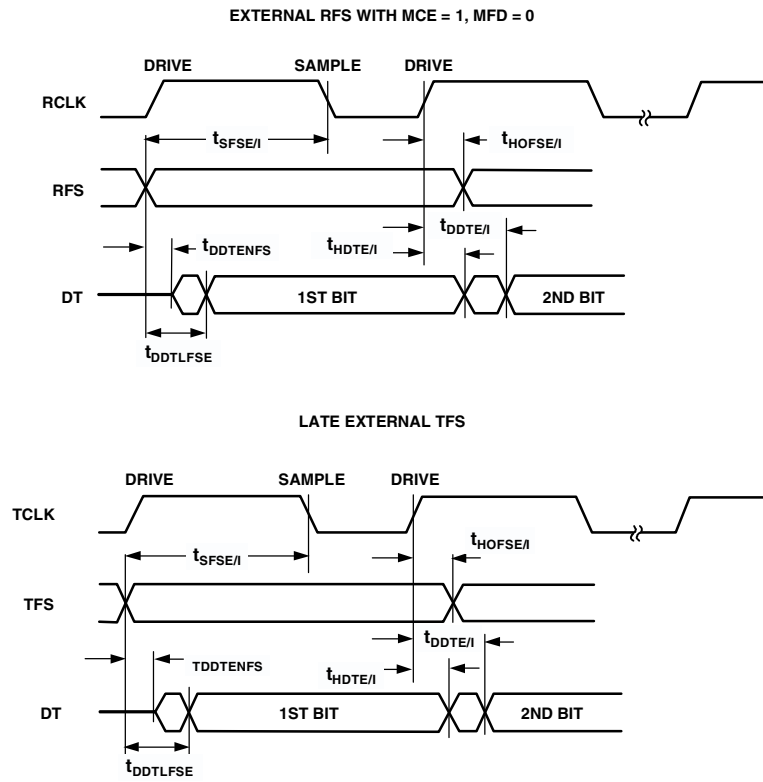 EXTERNAL RFS WITH MCE = 1, MFD = 0
DRIVE SAMPLE DRIVE
RCLK
tSFSE/I tHOFSE/I
RFS
tDDTE/I
tDDTENFS tHDTE/I
DT 1ST BIT 2ND BIT
tDDTLFSE
LATE EXTERNAL TFS
DRIVE SAMPLE DRIVE
TCLK
tHOFSE/I
tSFSE/I
TFS
tDDTE/I
TDDTENFS
tHDTE/I
DT 1ST BIT 2ND BIT
tDDTLFSE